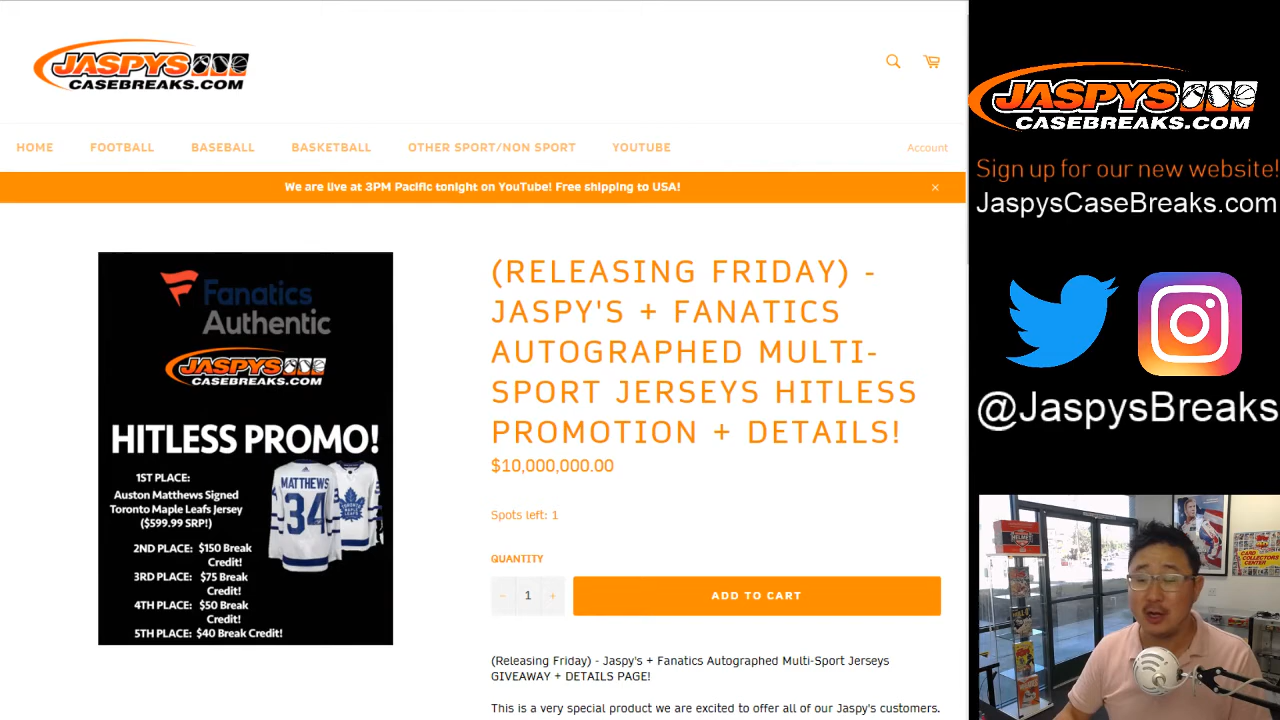 JASPYS
CASEBREAKS.COM
HOME FOOTBALL BASEBALL BASKETBALL OTHER SPORT/NON SPORT YOUTUBE Account
We are live at 3PM Pacific tonight on YouTube! Free shipping to USA! ×
Fanatics
Authentic
JASPYS
CASEBREAKS.COM
HITLESS PROMO!
1ST PLACE:
Auston Matthews Signed
Toronto Maple Leafs Jersey
($599.99 SRP!)
2ND PLACE: $150 Break
Credit!
3RD PLACE: $75 Break
Credit!
4TH PLACE: $50 Break
Credit!
5TH PLACE: $40 Break Credit!
MATTHEWS
34
(RELEASING FRIDAY) -
JASPY'S + FANATICS
AUTOGRAPHED MULTI-
SPORT JERSEYS HITLESS
PROMOTION + DETAILS!
$10,000,000.00
Spots left: 1
QUANTITY
− 1 +
ADD TO CART
(Releasing Friday) - Jaspy's + Fanatics Autographed Multi-Sport Jerseys
GIVEAWAY + DETAILS PAGE!
This is a very special product we are excited to offer all of our Jaspy's customers.
JASPYS
CASEBREAKS.COM
Sign up for our new website!
JaspysCaseBreaks.com
@JaspysBreaks
CARD
COLLECTORS
CENTER